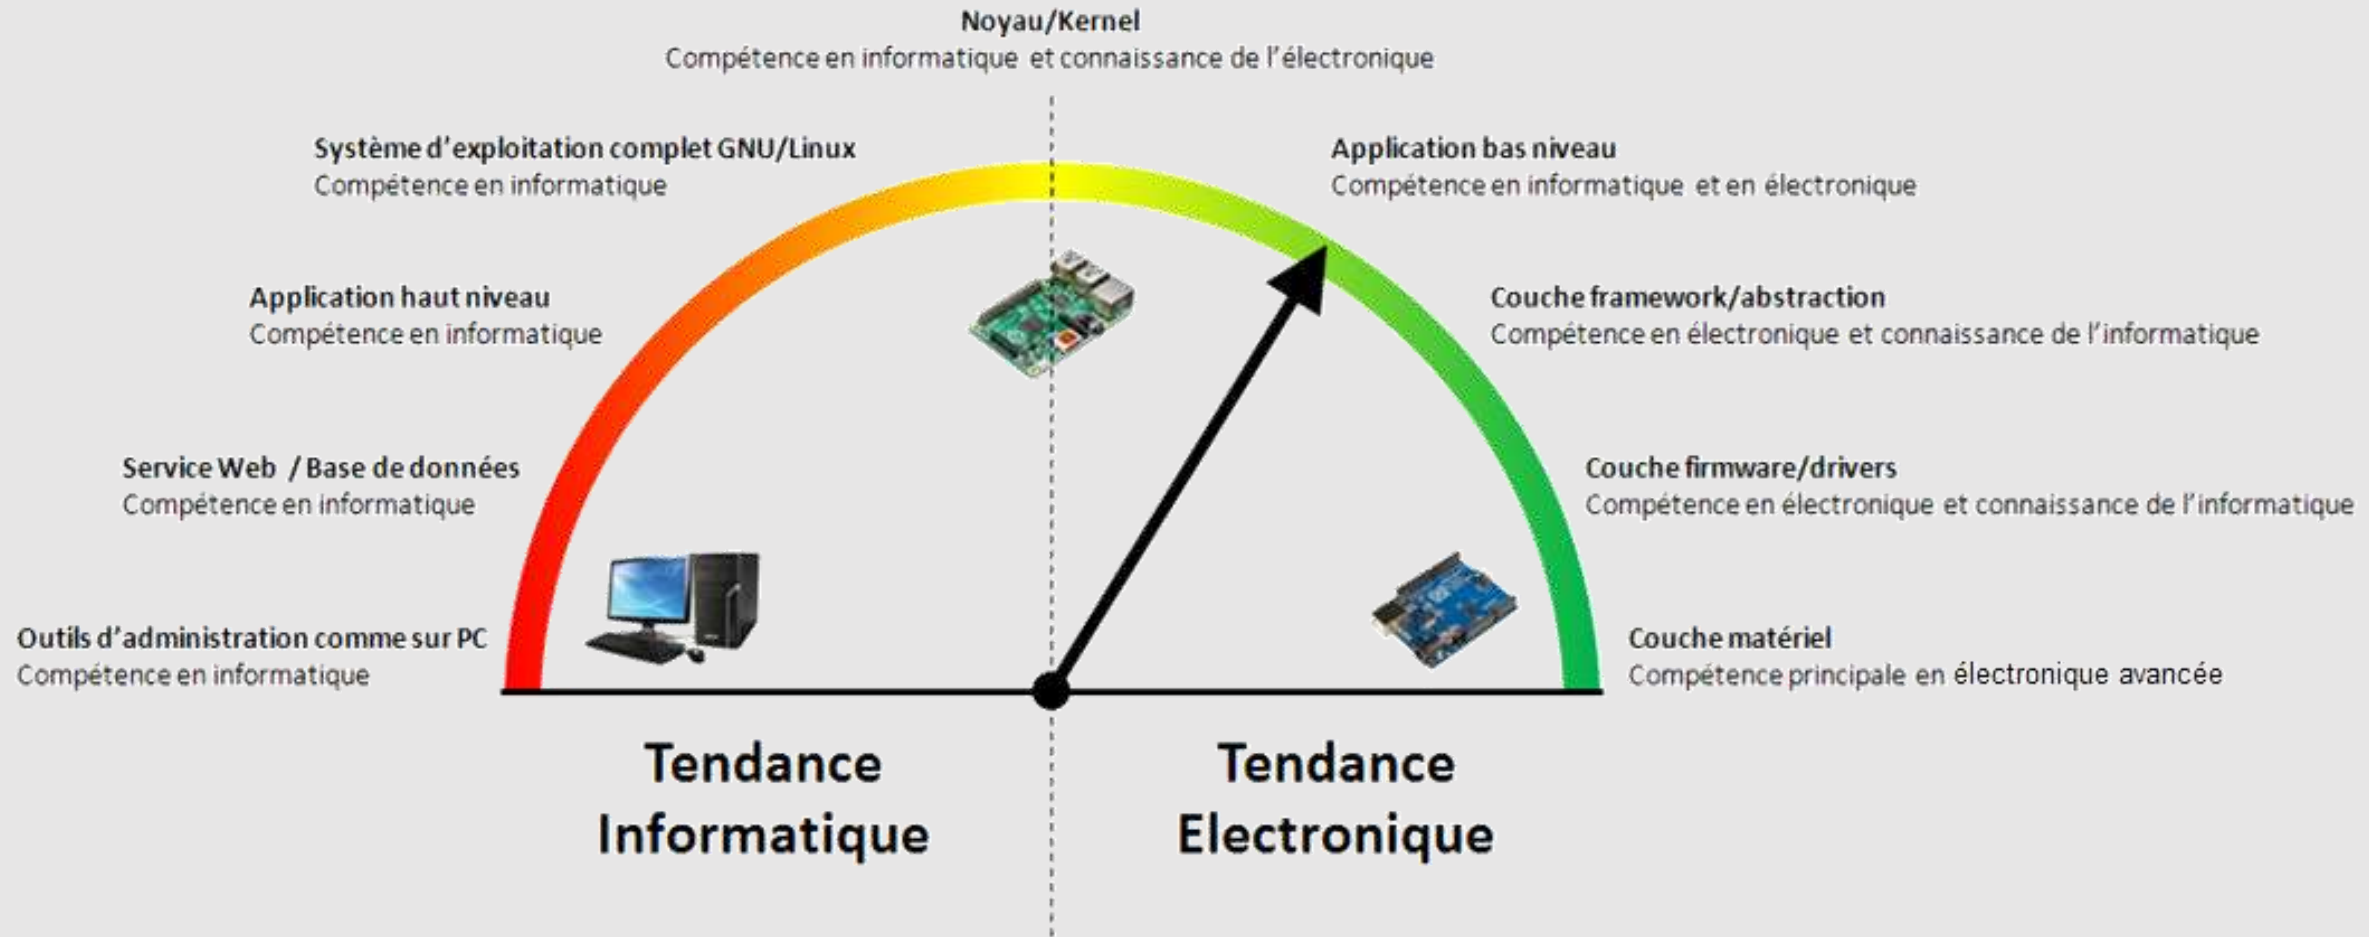 Noyau/Kernel
Compétence en informatique et connaissance de l'électronique
Système d'exploitation complet GNU/Linux
Compétence en informatique
Application bas niveau
Compétence en informatique et en électronique
Application haut niveau
Compétence en informatique
Couche framework/abstraction
Compétence en électronique et connaissance de l'informatique
Service Web / Base de données
Compétence en informatique
Couche firmware/drivers
Compétence en électronique et connaissance de l'informatique
Outils d'administration comme sur PC
Compétence en informatique
Couche matériel
Compétence principale en électronique avancée
Tendance
Informatique
Tendance
Electronique